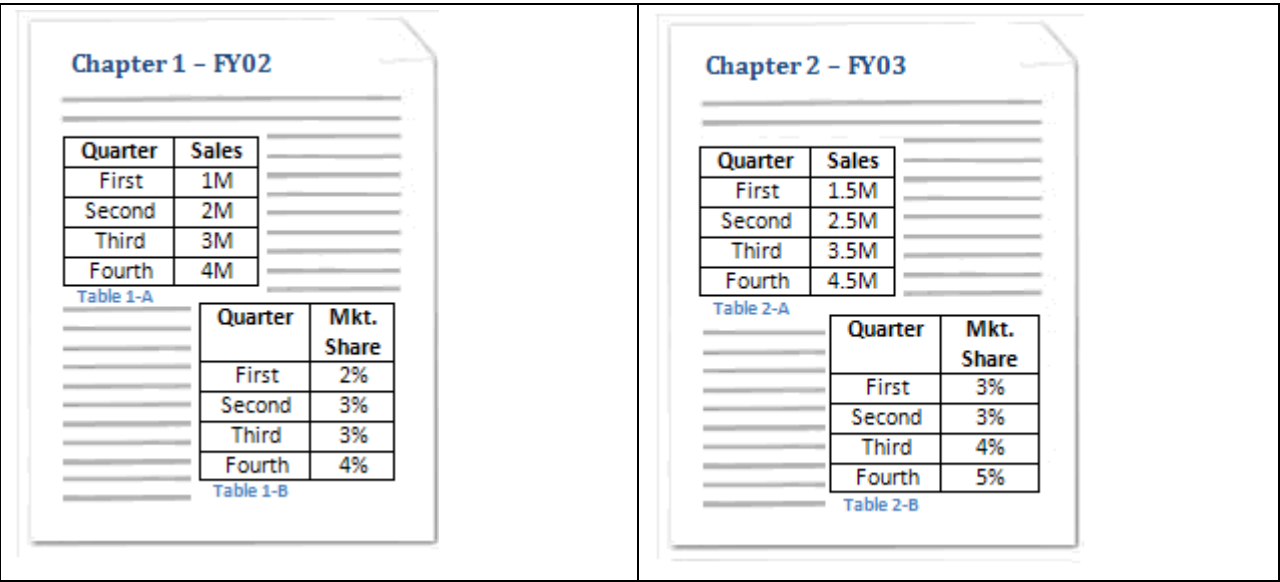 Chapter 1 – FY02
Quarter Sales
First 1M
Second 2M
Third 3M
Fourth 4M
Table 1-A
Quarter Mkt.
Share
First 2%
Second 3%
Third 3%
Fourth 4%
Table 1-B
Chapter 2 – FY03
Quarter Sales
First 1.5M
Second 2.5M
Third 3.5M
Fourth 4.5M
Table 2-A
Quarter Mkt.
Share
First 3%
Second 3%
Third 4%
Fourth 5%
Table 2-B